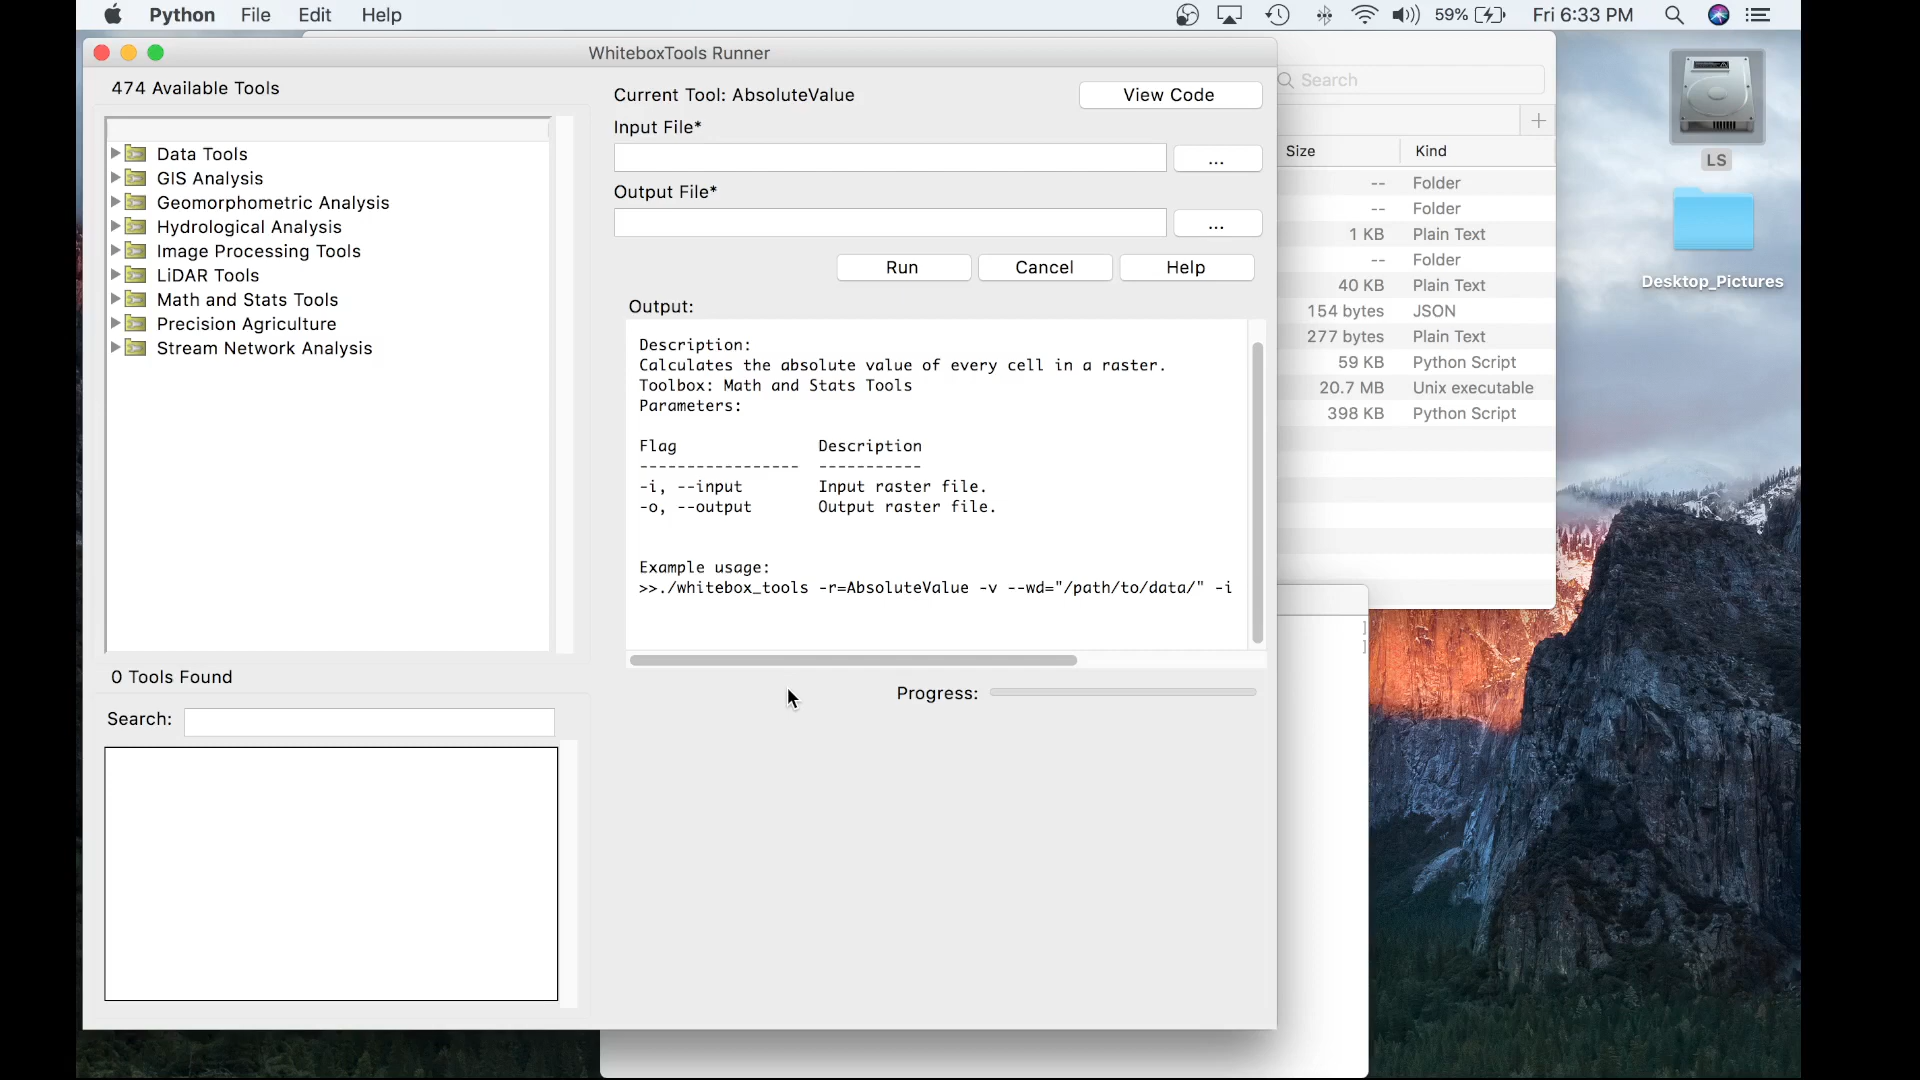 Python File Edit Help
59% Fri 6:33 PM
WhiteboxTools Runner
474 Available Tools
Data Tools
GIS Analysis
Geomorphometric Analysis
Hydrological Analysis
Image Processing Tools
LiDAR Tools
Math and Stats Tools
Precision Agriculture
Stream Network Analysis
0 Tools Found
Search:
Current Tool: AbsoluteValue
View Code
Input File*
...
Output File*
...
Run Cancel Help
Output:
Description:
Calculates the absolute value of every cell in a raster.
Toolbox: Math and Stats Tools
Parameters:
Flag Description
----------------- -----------
-i, --input Input raster file.
-o, --output Output raster file.
Example usage:
>>./whitebox_tools -r=AbsoluteValue -v --wd="/path/to/data/" -i
Progress:
Search
+
Size Kind
-- Folder
-- Folder
1 KB Plain Text
-- Folder
40 KB Plain Text
154 bytes JSON
277 bytes Plain Text
59 KB Python Script
20.7 MB Unix executable
398 KB Python Script
]
]
LS
Desktop_Pictures